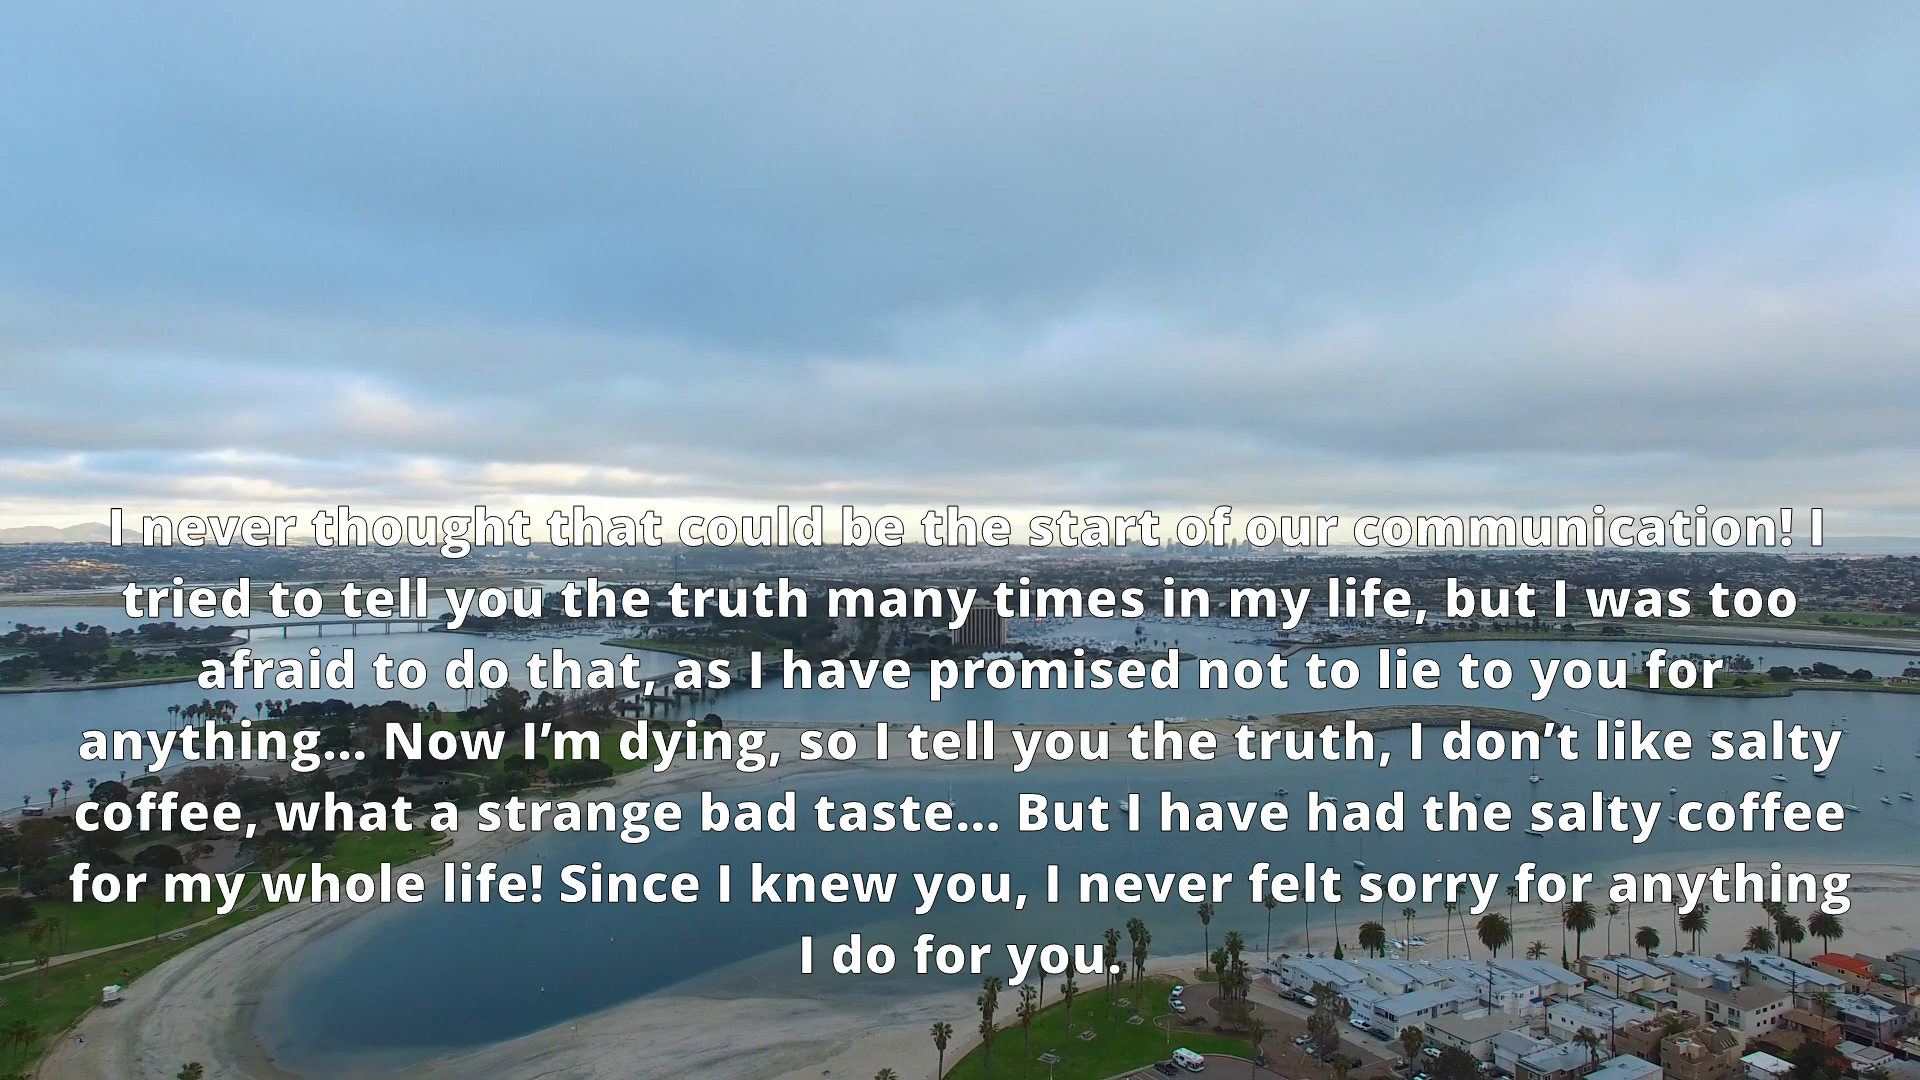 I never thought that could be the start of our communication! I
tried to tell you the truth many times in my life, but I was too
afraid to do that, as I have promised not to lie to you for
anything... Now I’m dying, so I tell you the truth, I don’t like salty
coffee, what a strange bad taste... But I have had the salty coffee
for my whole life! Since I knew you, I never felt sorry for anything
I do for you.